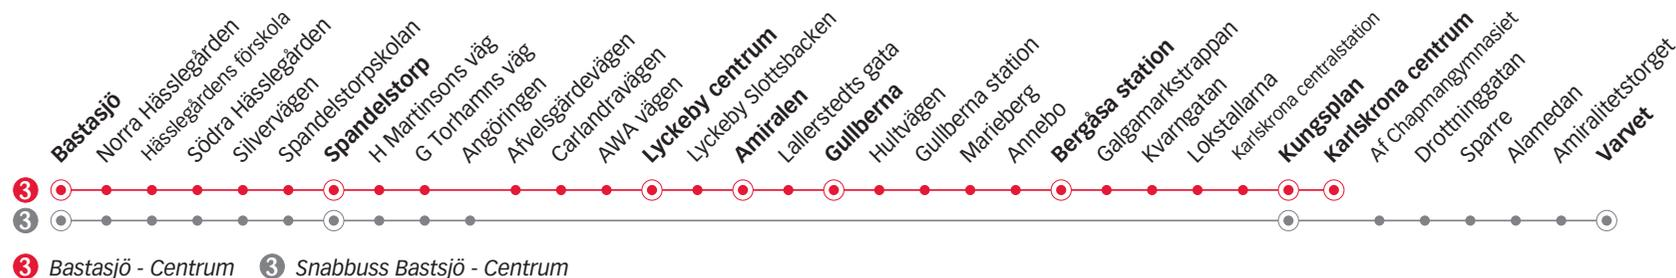 Bastasjö
Norra Hässlegården
Hässlegårdens förskola
Södra Hässlegården
Silvervägen
Spandelstorpskolan
Spandelstorp
H Martinsons väg
G Torhamns väg
Angöringen
Afvelsgärdevägen
Carlandravägen
AWA vägen
Lyckeby centrum
Lyckeby Slottsbacken
Amiralen
Lallerstedts gata
Gullberna
Hultvägen
Gullberna station
Marieberg
Annebo
Bergåsa station
Galgamarkstrappan
Kvarngatan
Lokstallarna
Karlskrona centralstation
Kungsplan
Karlskrona centrum
Af Chapmangymnasiet
Drottninggatan
Sparre
Alamedan
Amiralitetstorget
Varvet
3
3
3 Bastasjö - Centrum 3 Snabbuss Bastsjö - Centrum